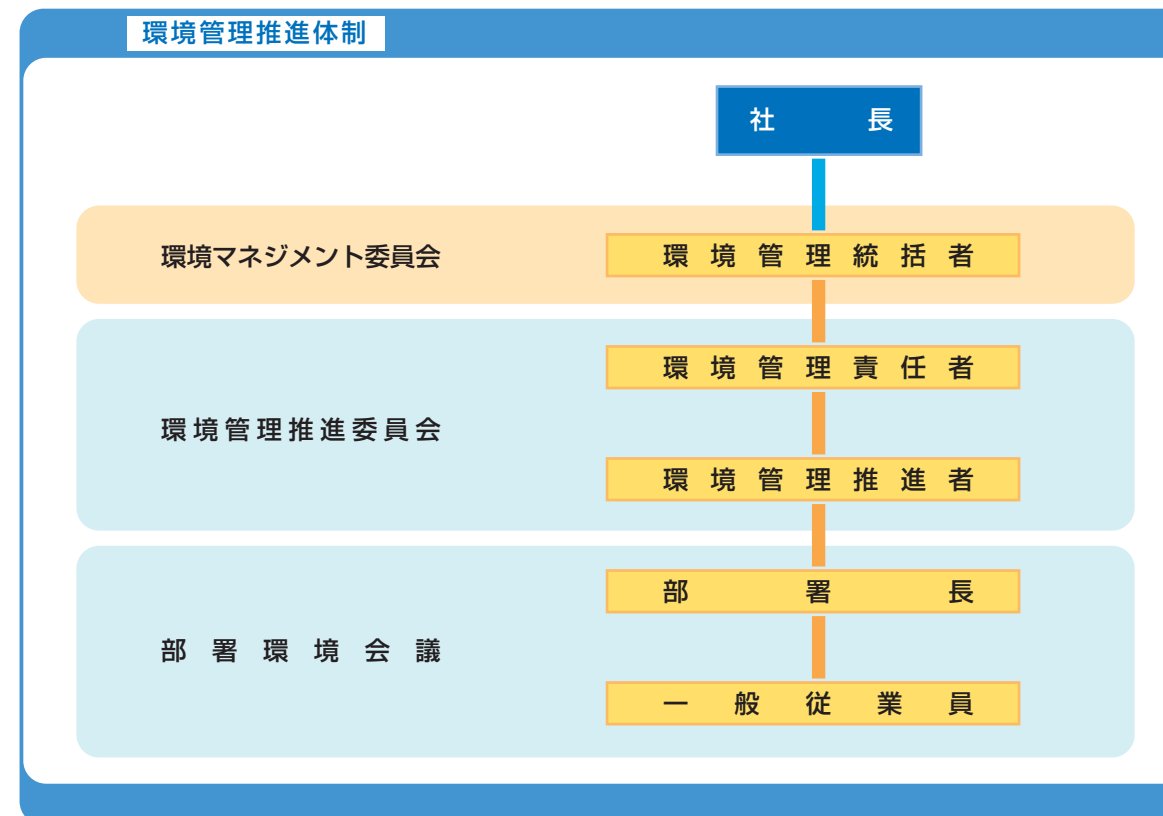 環境管理推進体制
社長
環境マネジメント委員会
環境管理統括者
環境管理責任者
環境管理推進委員会
環境管理推進者
部署長
部署環境会議
一般従業員